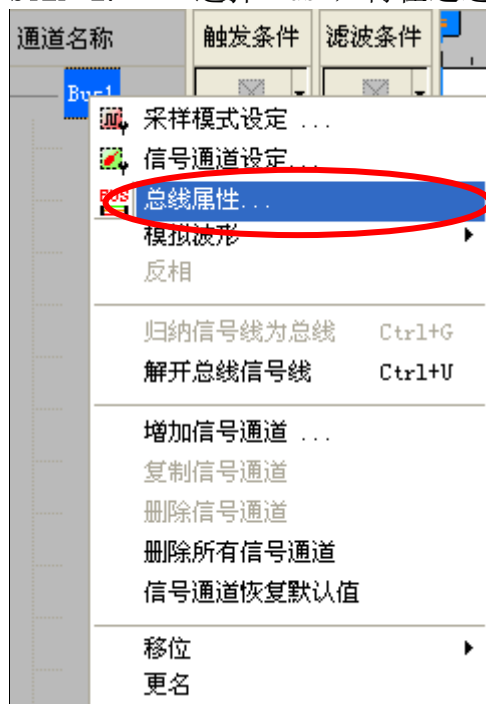 通道名称 触发条件 滤波条件
Bus1
采样模式设定 ...
信号通道设定...
BUS 总线属性...
模拟波形
反相
归纳信号线为总线 Ctrl+G
解开总线信号线 Ctrl+U
增加信号通道 ...
复制信号通道
删除信号通道
删除所有信号通道
信号通道恢复默认值
移位
更名